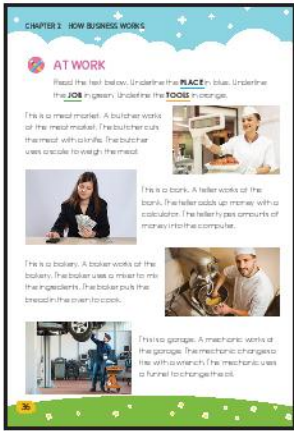 CHAPTER 2 HOW BUSINESS WORKS
AT WORK
Read the text below. Underline the PLACE in blue. Underline
the JOB in green. Underline the TOOLS in orange.
This is a meat market. A butcher works
at the meat market. The butcher cuts
the meat with a knife. The butcher
uses a scale to weigh the meat.
This is a bank. A teller works at the
bank. The teller adds up money with a
calculator. The teller types amounts of
money into the computer.
This is a bakery. A baker works at the
bakery. The baker uses a mixer to mix
the ingredients. The baker puts the
bread in the oven to cook.
This is a garage. A mechanic works at
the garage. The mechanic changes a
tire with a wrench. The mechanic uses
a funnel to change the oil.
36